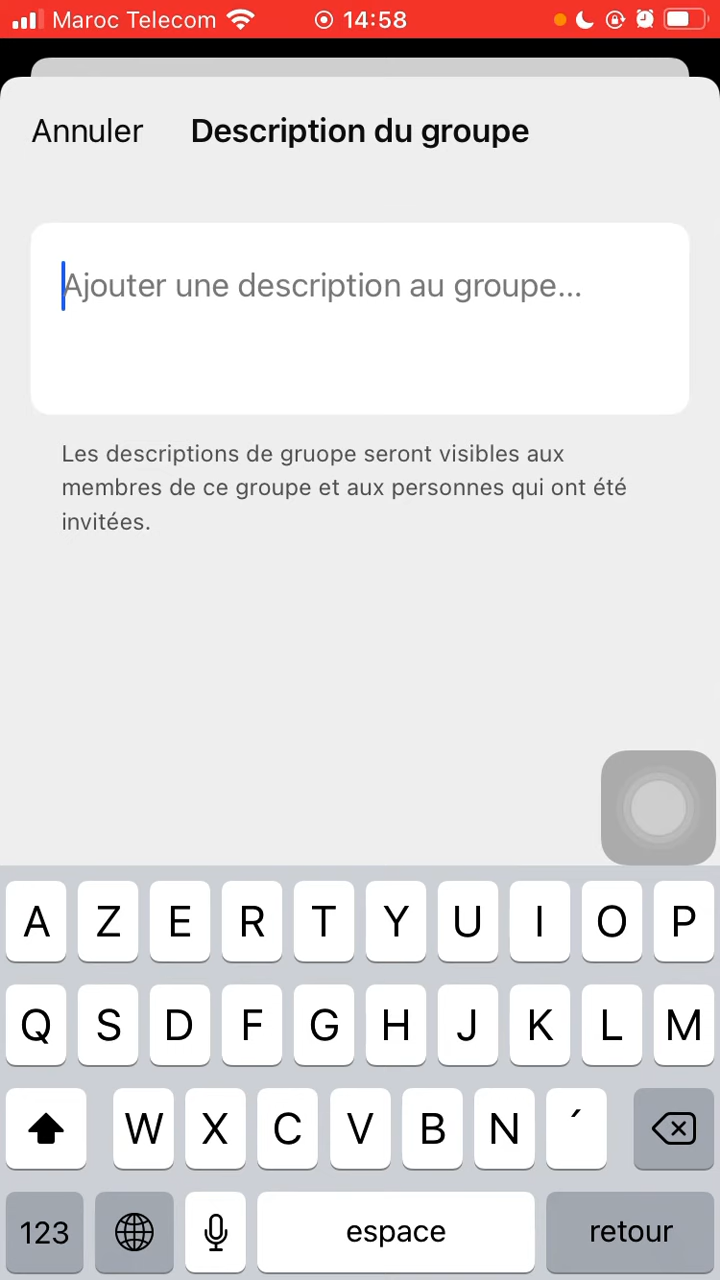 Maroc Telecom 14:58
Annuler Description du groupe
Ajouter une description au groupe...
Les descriptions de gruope seront visibles aux
membres de ce groupe et aux personnes qui ont été
invitées.
A Z E R T Y U I O P
Q S D F G H J K L M
W X C V B N ´
123 espace retour